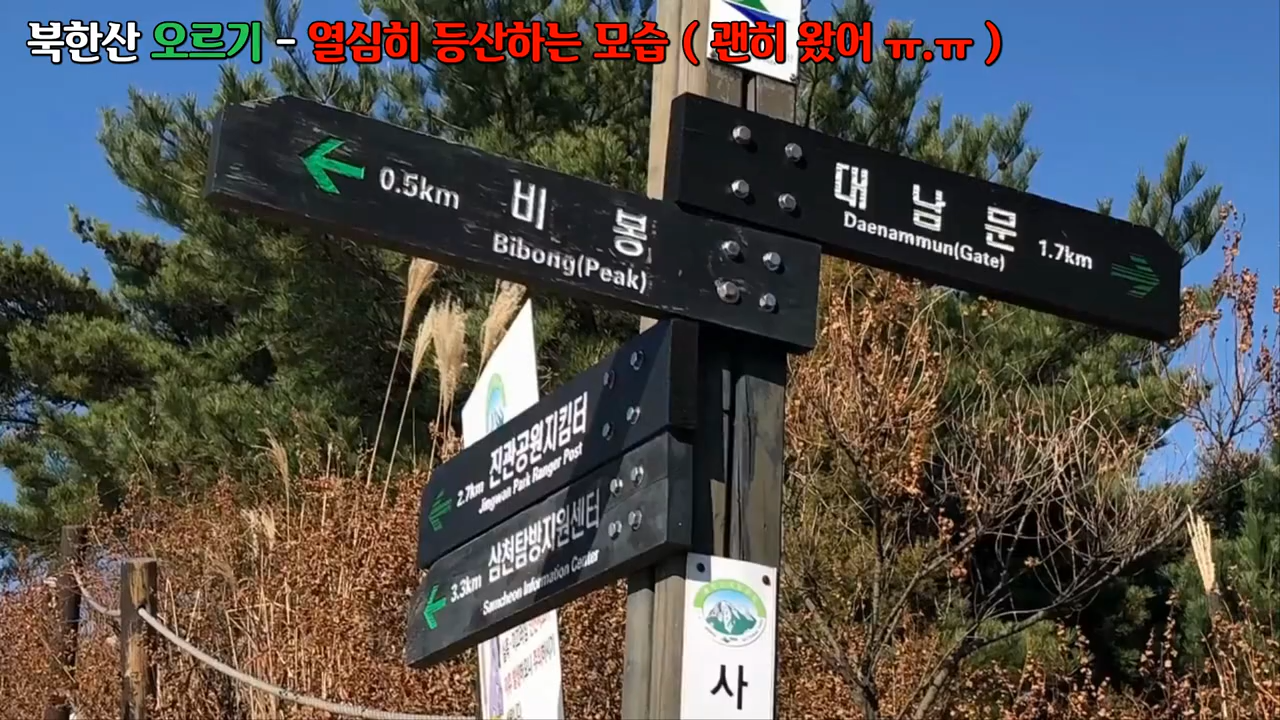 북한산 오르기 - 열심히 등산하는 모습 ( 괜히 왔어 ㅠ.ㅠ )
0.5km 비봉
Bibong(Peak)
대남문
Daenammun(Gate) 1.7km
2.7km 진관공원지킴터
Jingwan Park Ranger Post
3.3km 삼천탐방지원센터
Samcheon Information Center
사